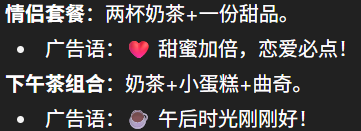 情侣套餐：两杯奶茶+一份甜品。
• 广告语：💓 甜蜜加倍，恋爱必点！
下午茶组合：奶茶+小蛋糕+曲奇。
• 广告语：☕ 午后时光刚刚好！